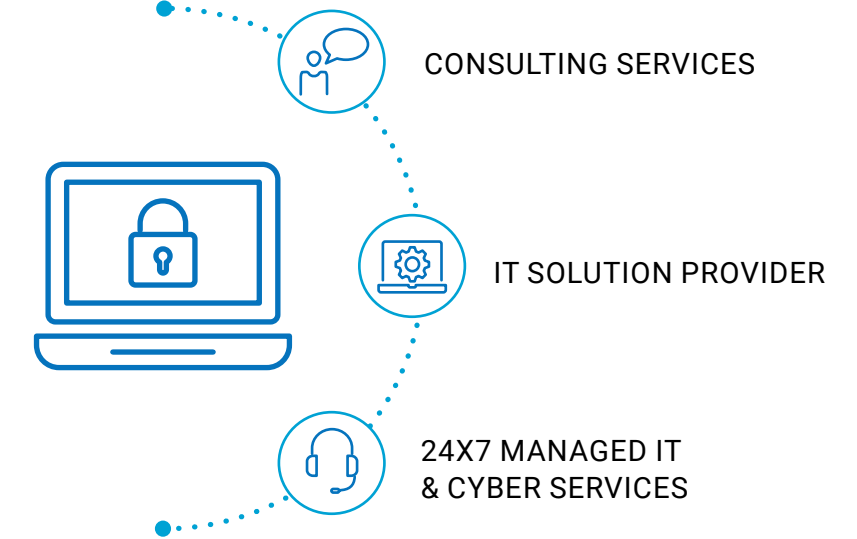 CONSULTING SERVICES
IT SOLUTION PROVIDER
24X7 MANAGED IT
& CYBER SERVICES